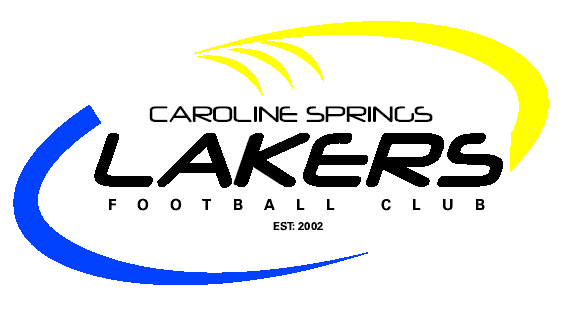 CAROLINE SPRINGS
LAKERS
FOOTBALL CLUB
EST: 2002